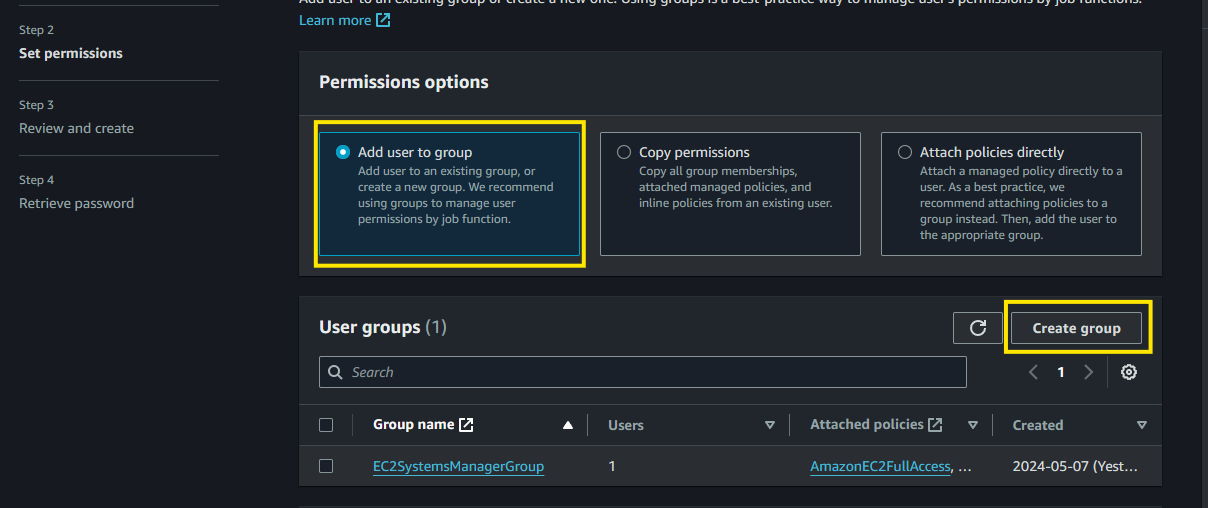 Add user to an existing group or create a new one. Using groups is a best-practice way to manage user's permissions by job functions.
Learn more
Step 2
Set permissions
Step 3
Review and create
Step 4
Retrieve password
Permissions options
Add user to group
Add user to an existing group, or
create a new group. We recommend
using groups to manage user
permissions by job function.
Copy permissions
Copy all group memberships,
attached managed policies, and
inline policies from an existing user.
Attach policies directly
Attach a managed policy directly to a
user. As a best practice, we
recommend attaching policies to a
group instead. Then, add the user to
the appropriate group.
User groups (1)
Create group
Search
1
Group name
Users
Attached policies
Created
EC2SystemsManagerGroup
1
AmazonEC2FullAccess, ...
2024-05-07 (Yest...